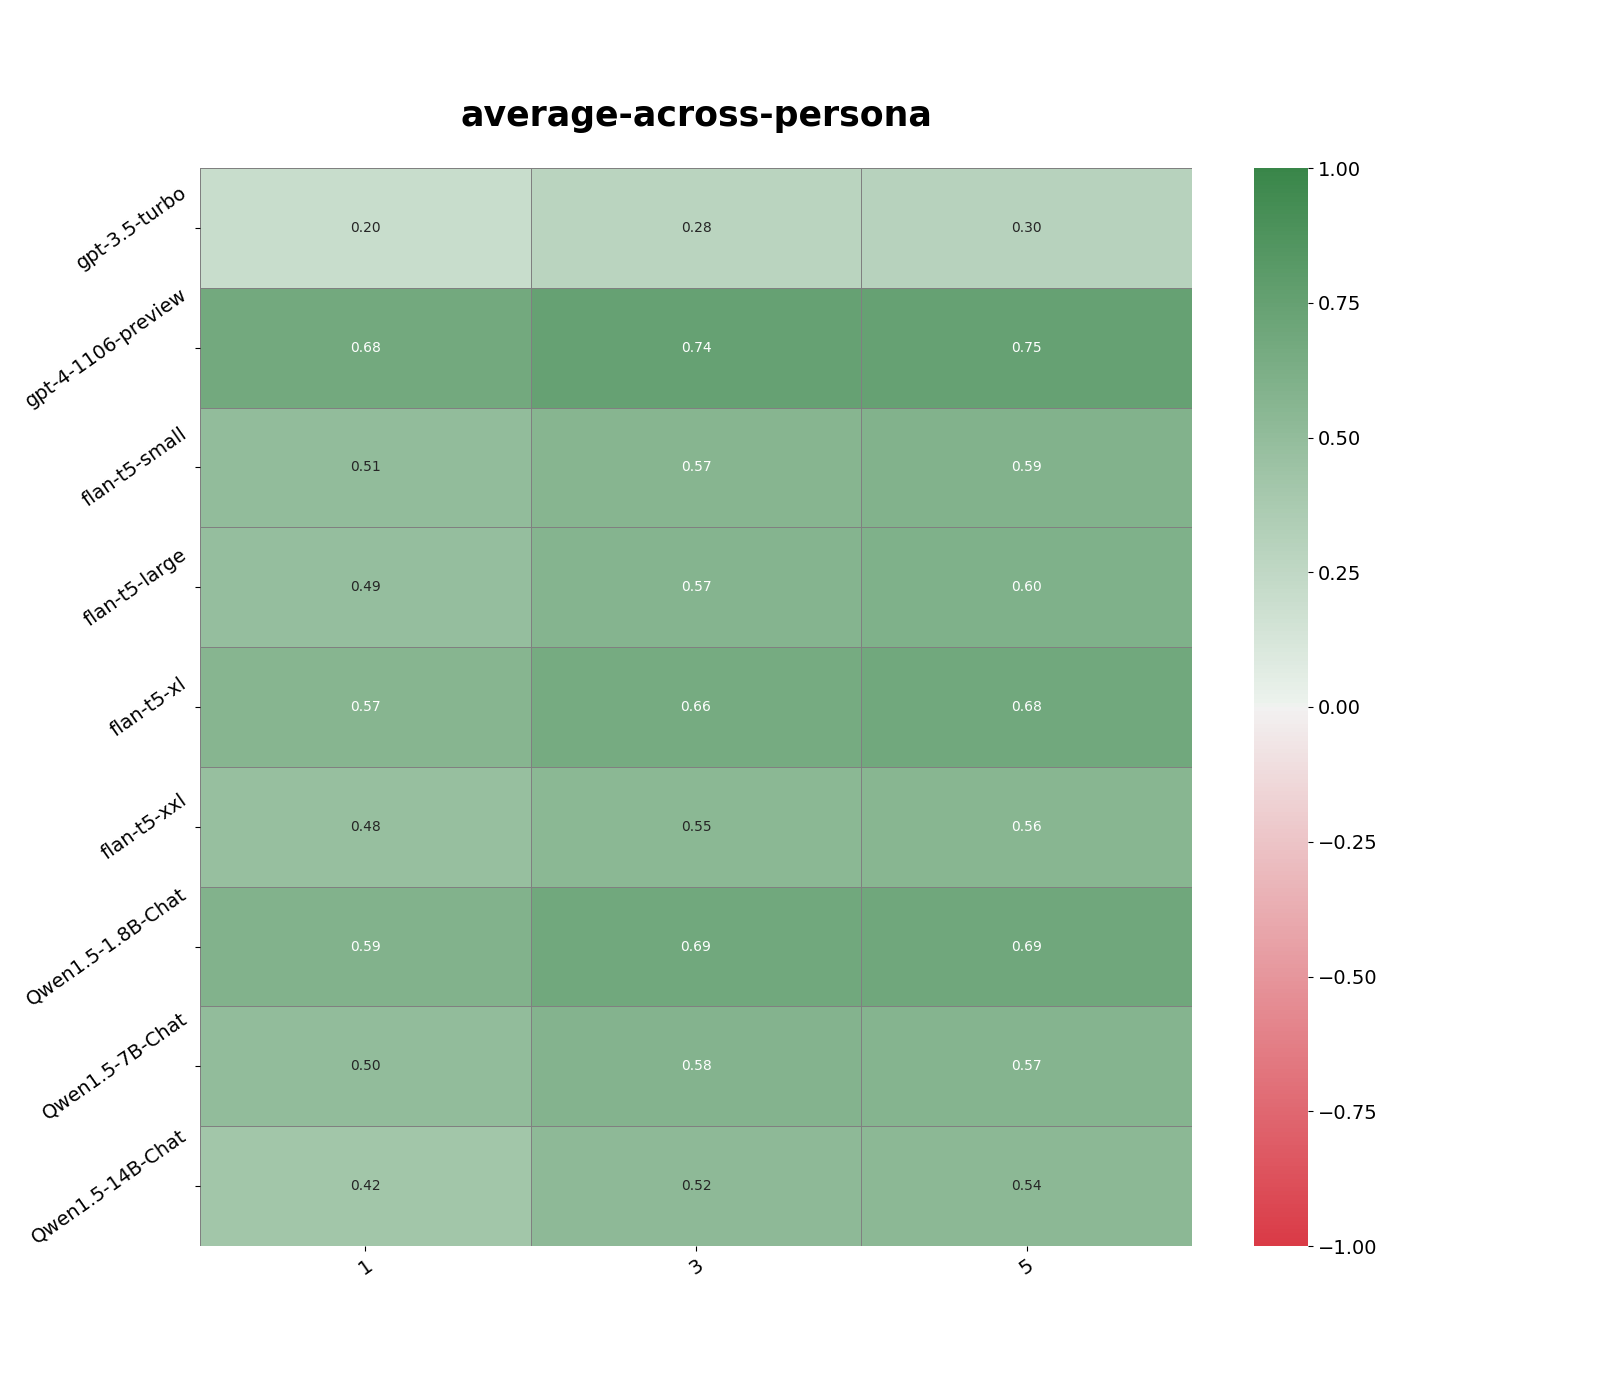 average-across-persona
gpt-3.5-turbo 0.20 0.28 0.30
gpt-4-1106-preview 0.68 0.74 0.75
flan-t5-small 0.51 0.57 0.59
flan-t5-large 0.49 0.57 0.60
flan-t5-xl 0.57 0.66 0.68
flan-t5-xxl 0.48 0.55 0.56
Qwen1.5-1.8B-Chat 0.59 0.69 0.69
Qwen1.5-7B-Chat 0.50 0.58 0.57
Qwen1.5-14B-Chat 0.42 0.52 0.54
1 3 5
1.00
0.75
0.50
0.25
0.00
−0.25
−0.50
−0.75
−1.00